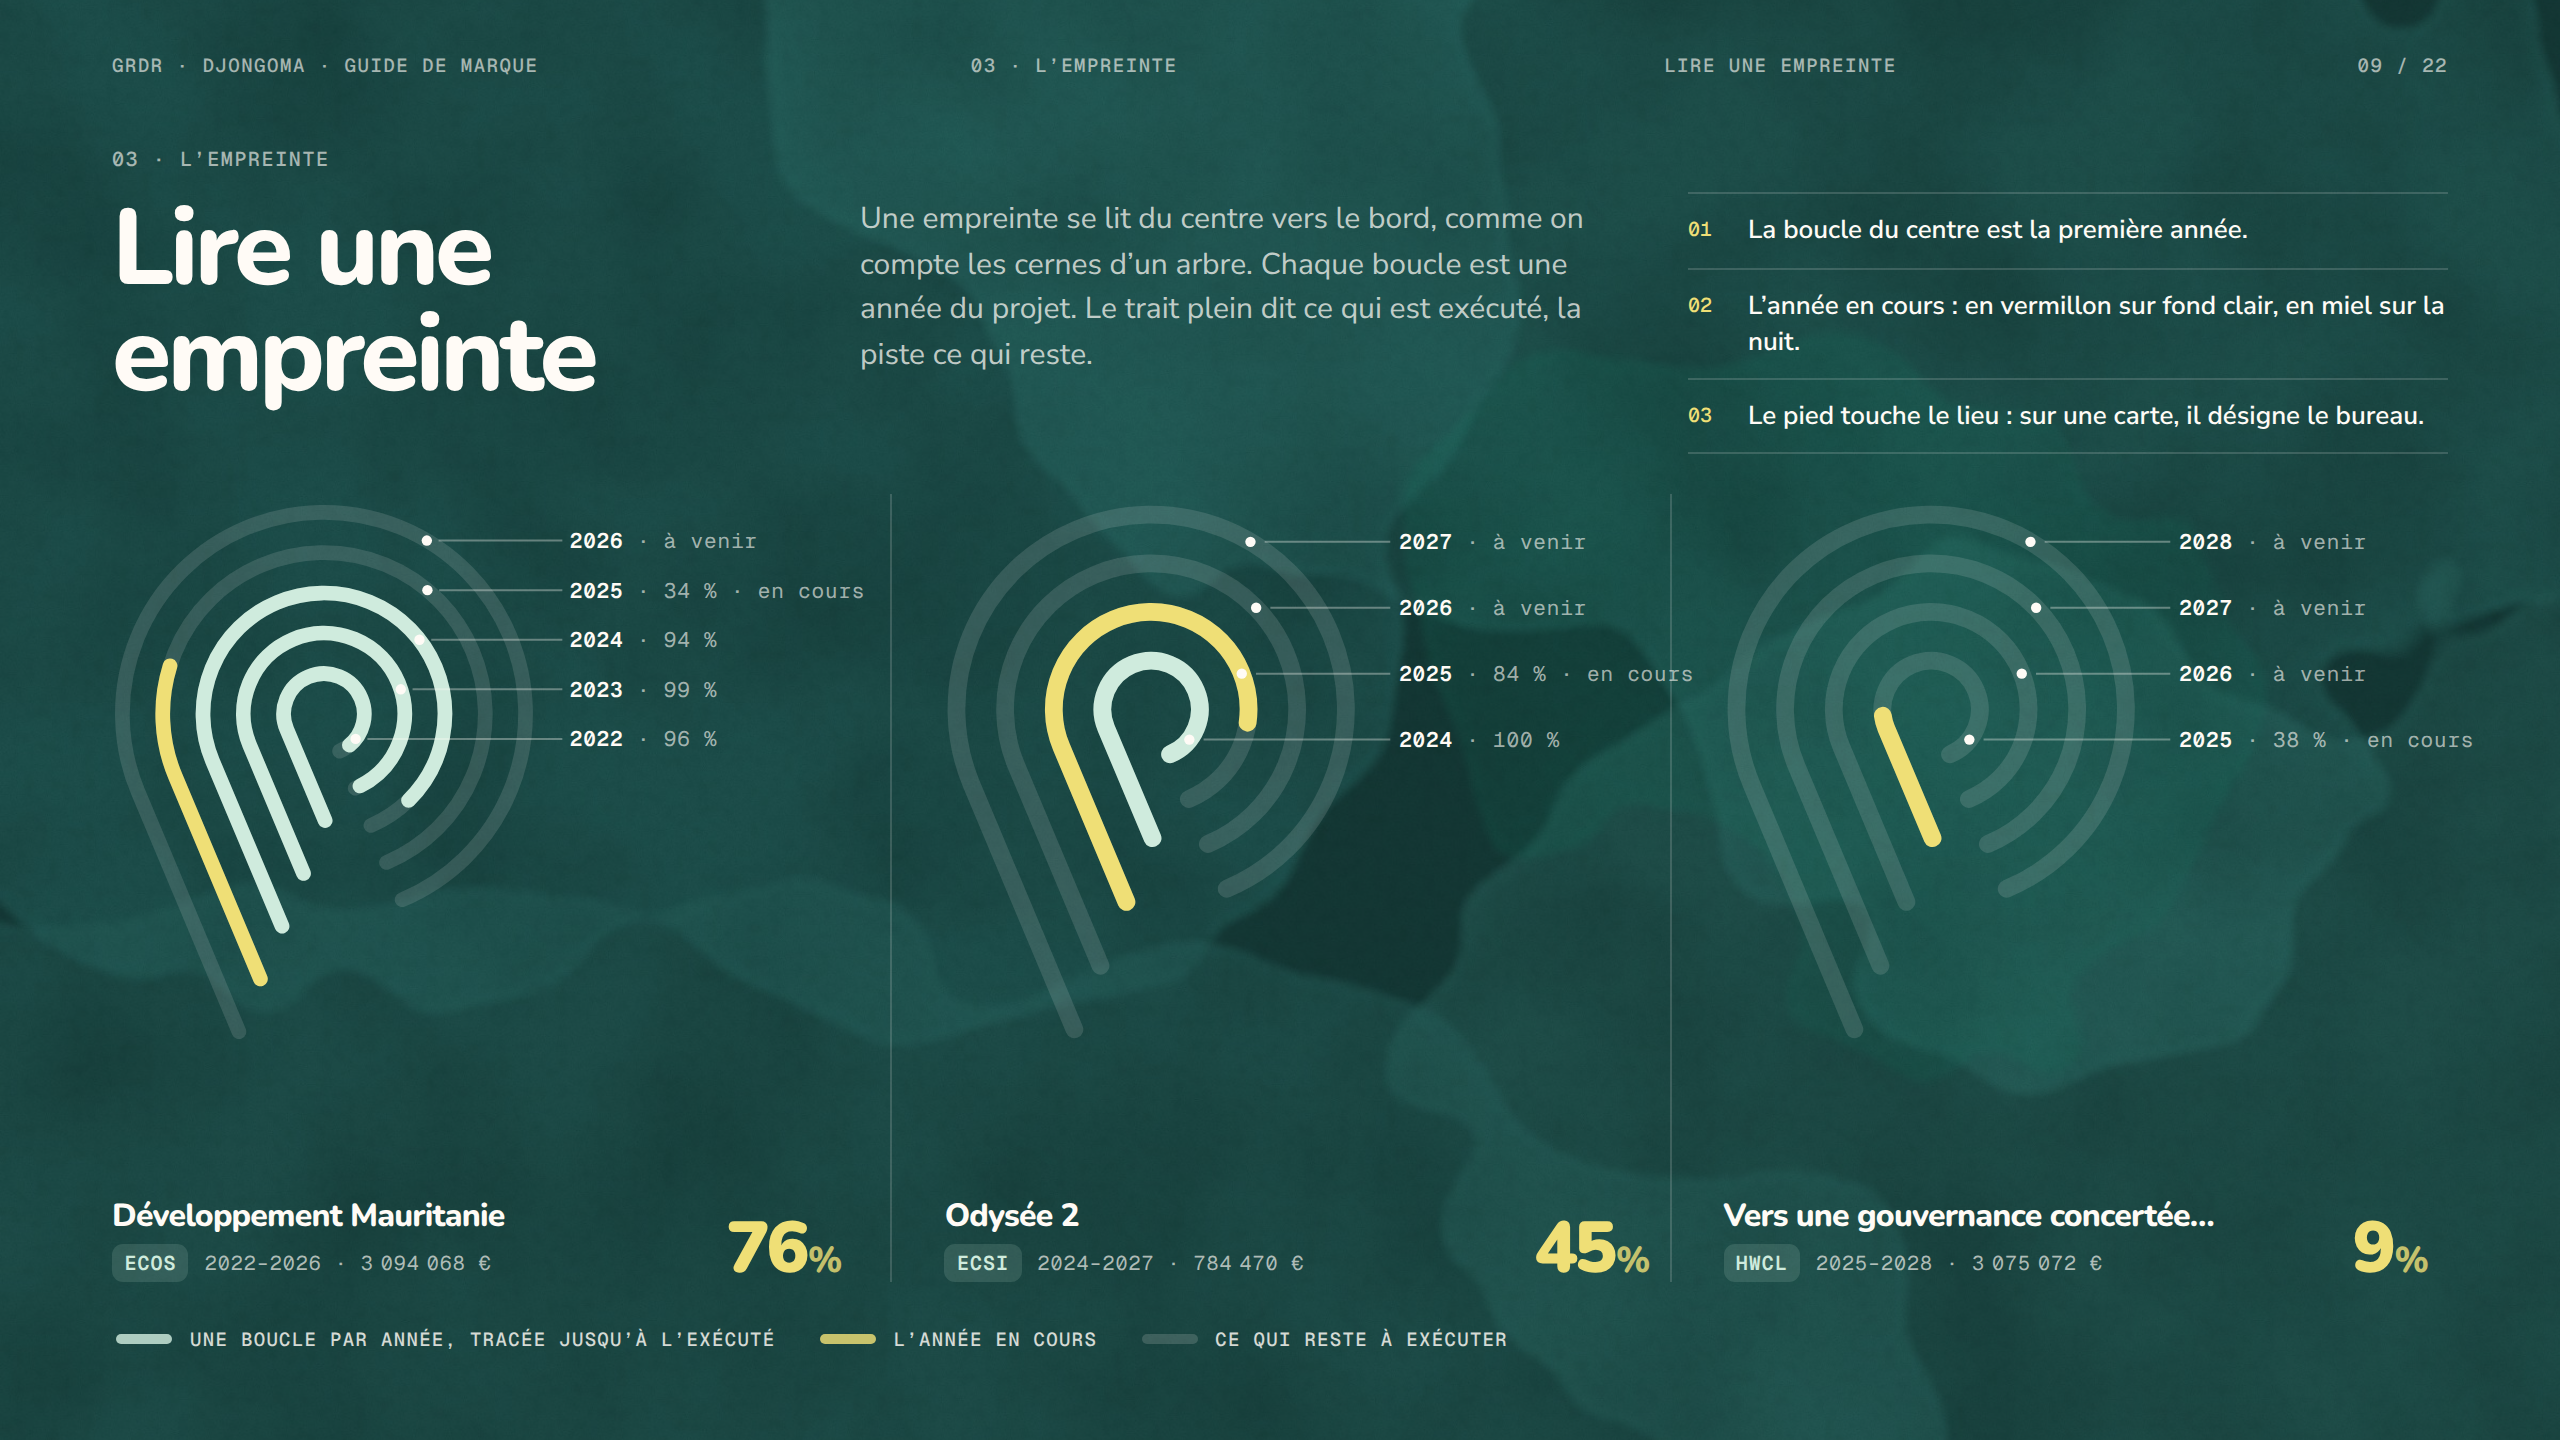 GRDR · DJONGOMA · GUIDE DE MARQUE
03 · L’EMPREINTE
LIRE UNE EMPREINTE
09 / 22
03 · L’EMPREINTE
Lire une
empreinte
Une empreinte se lit du centre vers le bord, comme on
compte les cernes d’un arbre. Chaque boucle est une
année du projet. Le trait plein dit ce qui est exécuté, la
piste ce qui reste.
01 La boucle du centre est la première année.
02 L’année en cours : en vermillon sur fond clair, en miel sur la
nuit.
03 Le pied touche le lieu : sur une carte, il désigne le bureau.
2026 · à venir
2025 · 34 % · en cours
2024 · 94 %
2023 · 99 %
2022 · 96 %
2027 · à venir
2026 · à venir
2025 · 84 % · en cours
2024 · 100 %
2028 · à venir
2027 · à venir
2026 · à venir
2025 · 38 % · en cours
Développement Mauritanie
ECOS 2022–2026 · 3 094 068 €
76%
Odysée 2
ECSI 2024–2027 · 784 470 €
45%
Vers une gouvernance concertée…
HWCL 2025–2028 · 3 075 072 €
9%
UNE BOUCLE PAR ANNÉE, TRACÉE JUSQU’À L’EXÉCUTÉ
L’ANNÉE EN COURS
CE QUI RESTE À EXÉCUTER